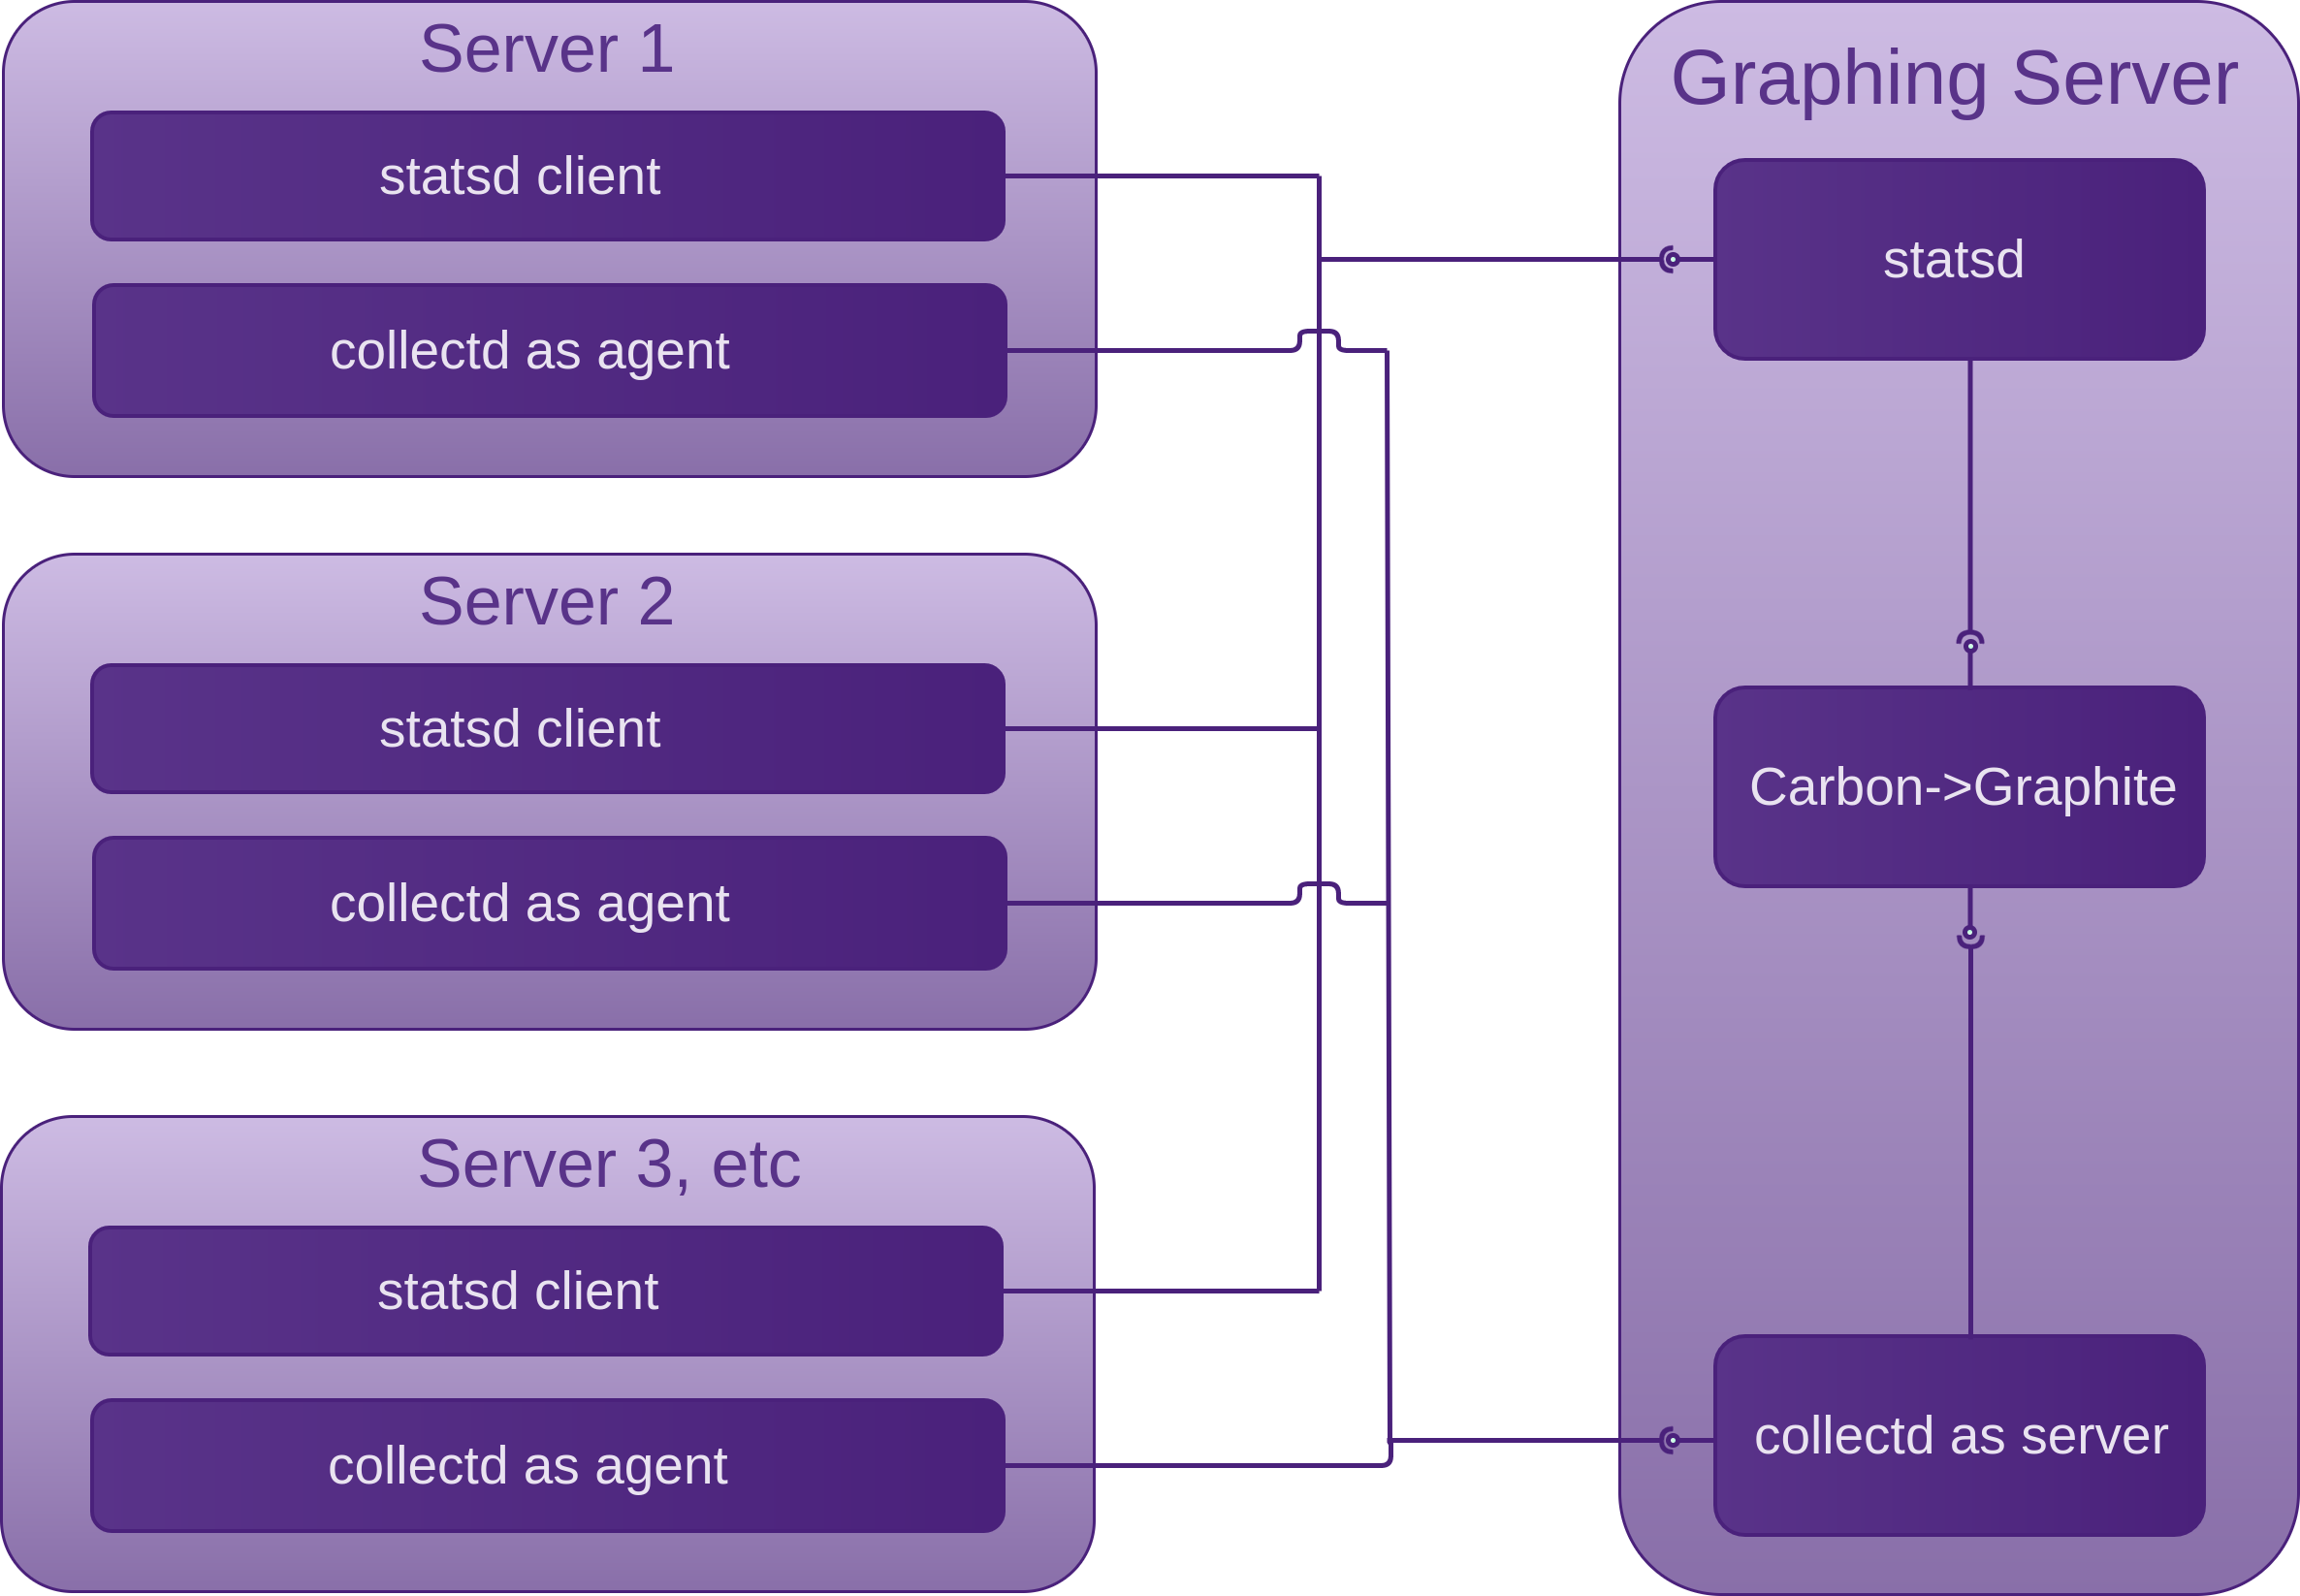 Server 1
statsd client
collectd as agent
Server 2
statsd client
collectd as agent
Server 3, etc
statsd client
collectd as agent
Graphing Server
statsd
Carbon->Graphite
collectd as server